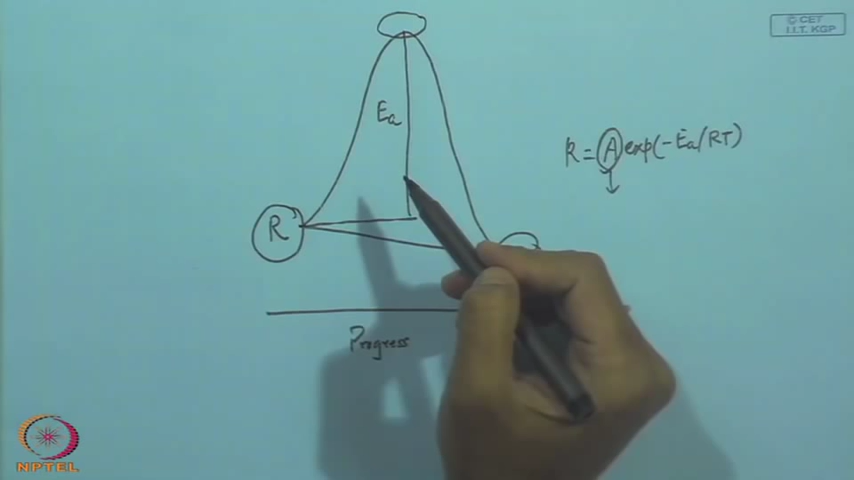 © CET
I.I.T. KGP
Ea
k = A exp(-Ea/RT)
R
Progress
NPTEL